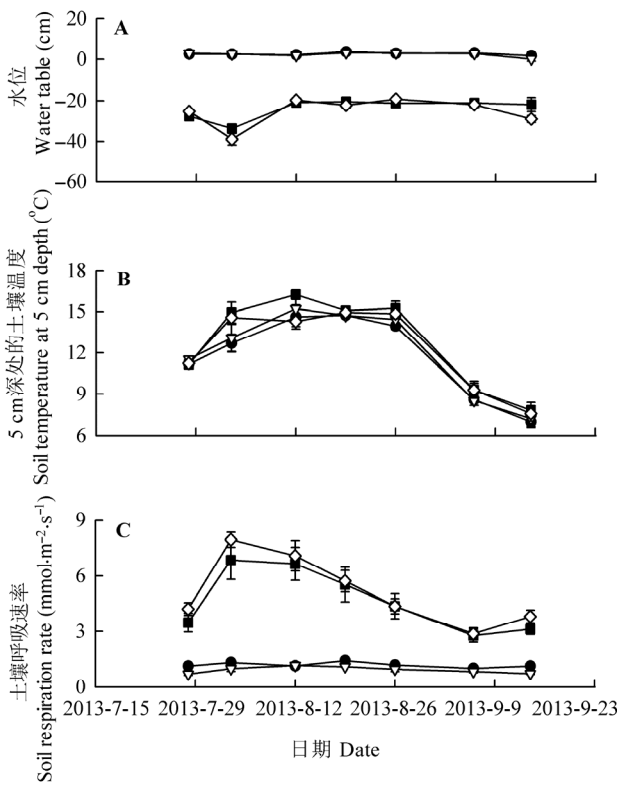 水位
Water table (cm)
20
0
−20
−40
−60
A
5 cm深处的土壤温度
Soil temperature at 5 cm depth (°C)
18
15
12
9
6
B
土壤呼吸速率
Soil respiration rate (mmol·m−2·s−1)
9
6
3
0
C
2013-7-15 2013-7-29 2013-8-12 2013-8-26 2013-9-9 2013-9-23
日期 Date